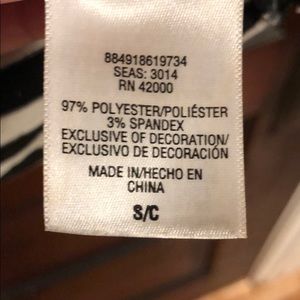 884918619734
SEAS: 3014
RN 42000
97% POLYESTER/POLIÉSTER
3% SPANDEX
EXCLUSIVE OF DECORATION/
EXCLUSIVO DE DECORACIÓN
MADE IN/HECHO EN
CHINA
S/C